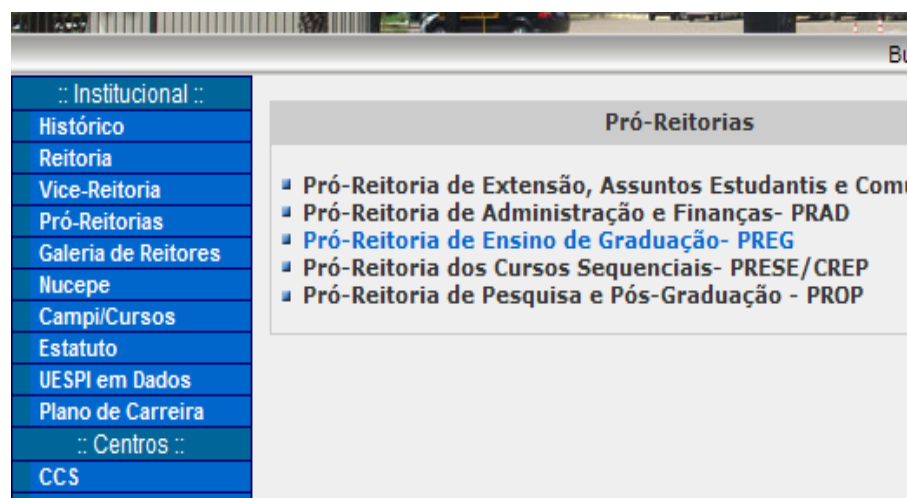 Bu
:: Institucional ::
Histórico
Reitoria
Vice-Reitoria
Pró-Reitorias
Galeria de Reitores
Nucepe
Campi/Cursos
Estatuto
UESPI em Dados
Plano de Carreira
:: Centros ::
CCS
Pró-Reitorias
Pró-Reitoria de Extensão, Assuntos Estudantis e Com
Pró-Reitoria de Administração e Finanças- PRAD
Pró-Reitoria de Ensino de Graduação- PREG
Pró-Reitoria dos Cursos Sequenciais- PRESE/CREP
Pró-Reitoria de Pesquisa e Pós-Graduação - PROP